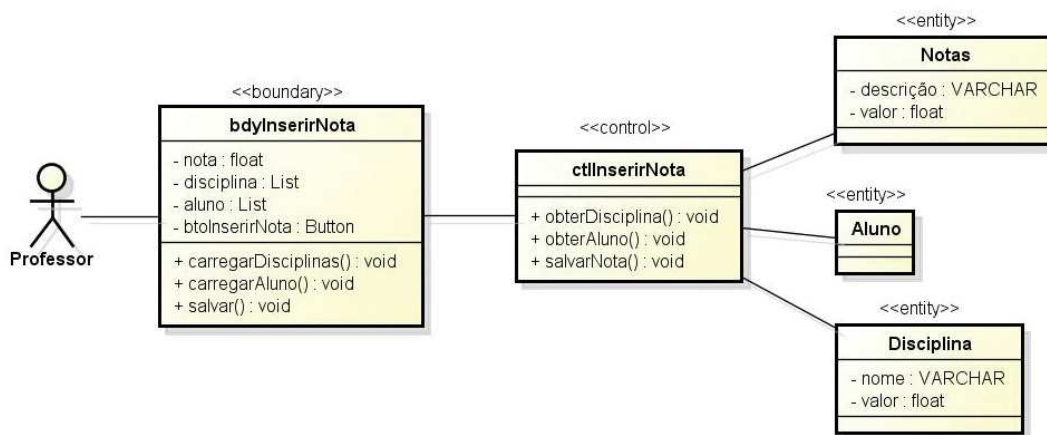 Professor
<<boundary>>
bdyInserirNota
- nota : float
- disciplina : List
- aluno : List
- btoInserirNota : Button
+ carregarDisciplinas() : void
+ carregarAluno() : void
+ salvar() : void
<<control>>
ctlInserirNota
+ obterDisciplina() : void
+ obterAluno() : void
+ salvarNota() : void
<<entity>>
Notas
- descrição : VARCHAR
- valor : float
<<entity>>
Aluno
<<entity>>
Disciplina
- nome : VARCHAR
- valor : float